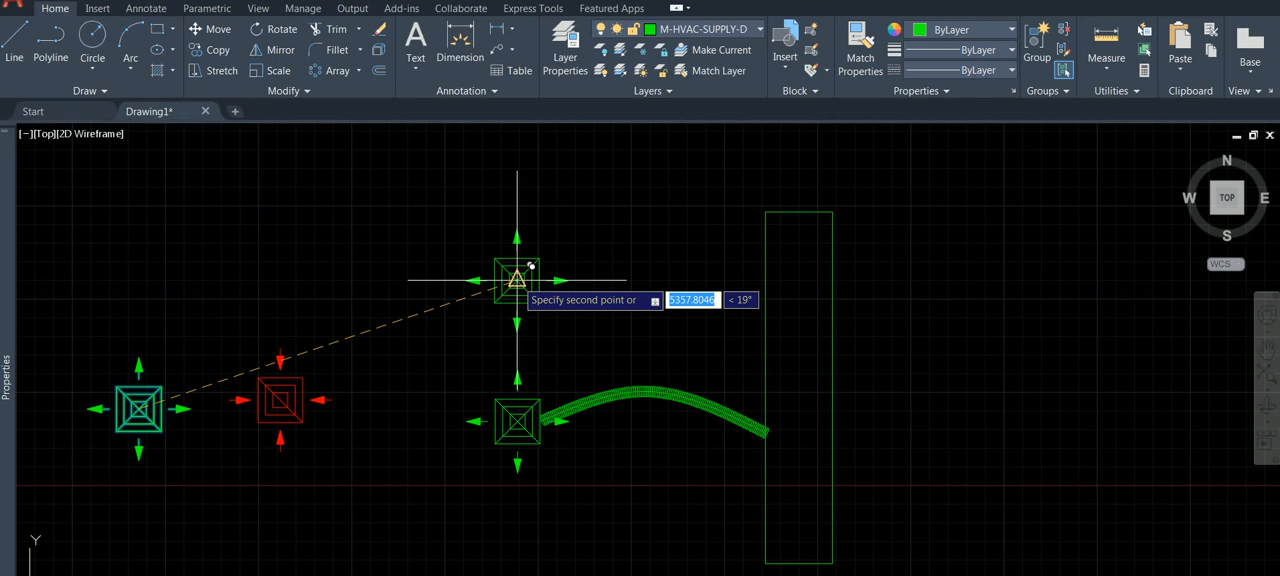 Home Insert Annotate Parametric View Manage Output Add-ins Collaborate Express Tools Featured Apps
Line Polyline Circle Arc
Move Rotate Trim
Copy Mirror Fillet
Stretch Scale Array
Text Dimension Table
Layer Properties
M-HVAC-SUPPLY-D
Make Current
Match Layer
Insert
Match Properties
ByLayer
ByLayer
ByLayer
Group Measure Paste Base
Draw Modify Annotation Layers Block Properties Groups Utilities Clipboard View
Start Drawing1*
[−][Top][2D Wireframe]
N
W TOP E
S
WCS
Specify second point or 5357.8046 < 19°
Properties
Y